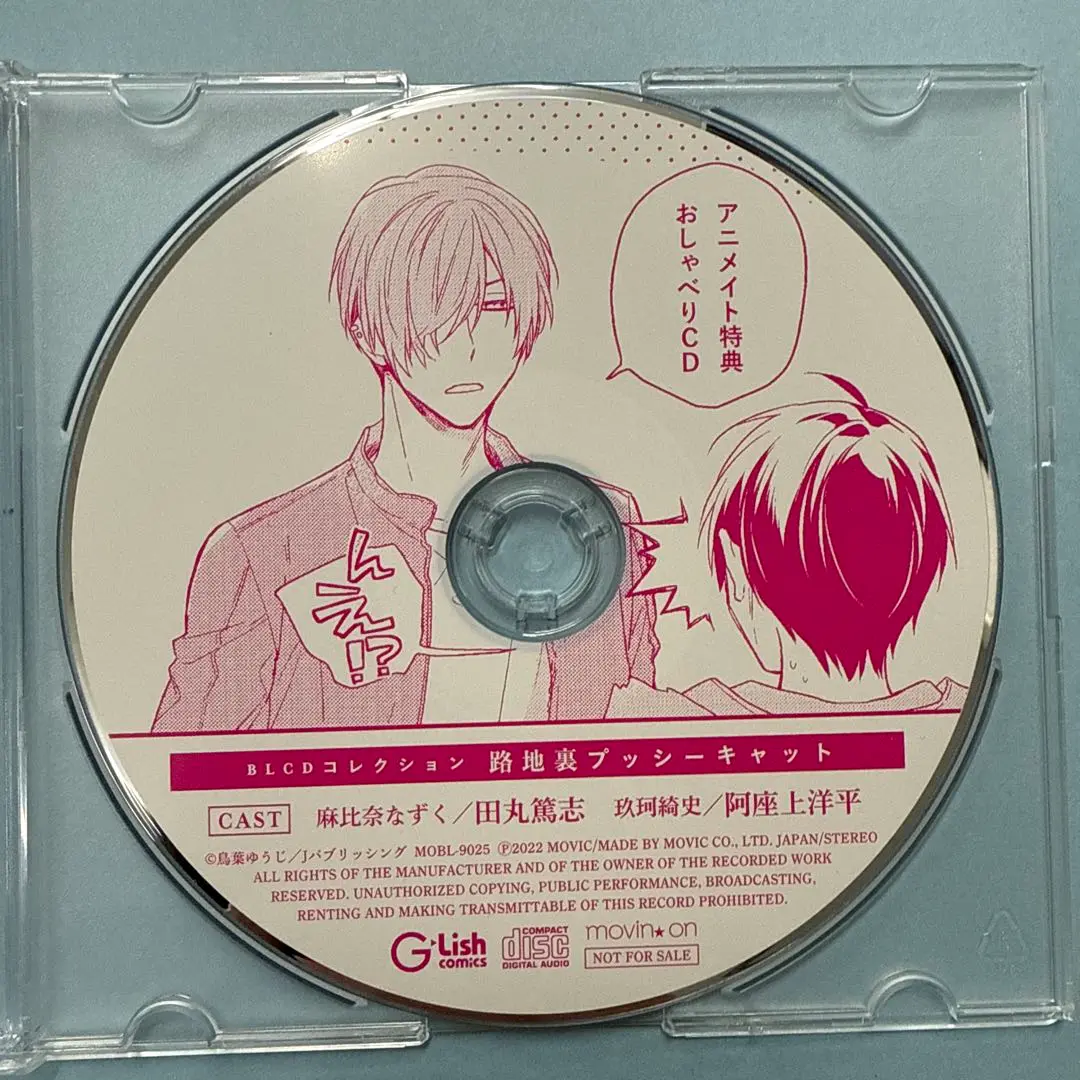 アニメイト特典
おしゃべりCD
んえ!?
BLCDコレクション 路地裏プッシーキャット
CAST 麻比奈なずく／田丸篤志 玖珂綺史／阿座上洋平
©鳥葉ゆうじ／Jパブリッシング MOBL-9025 Ⓟ2022 MOVIC/MADE BY MOVIC CO., LTD. JAPAN/STEREO
ALL RIGHTS OF THE MANUFACTURER AND OF THE OWNER OF THE RECORDED WORK
RESERVED. UNAUTHORIZED COPYING, PUBLIC PERFORMANCE, BROADCASTING,
RENTING AND MAKING TRANSMITTABLE OF THIS RECORD PROHIBITED.
G-Lish comics COMPACT disc DIGITAL AUDIO movin★on NOT FOR SALE